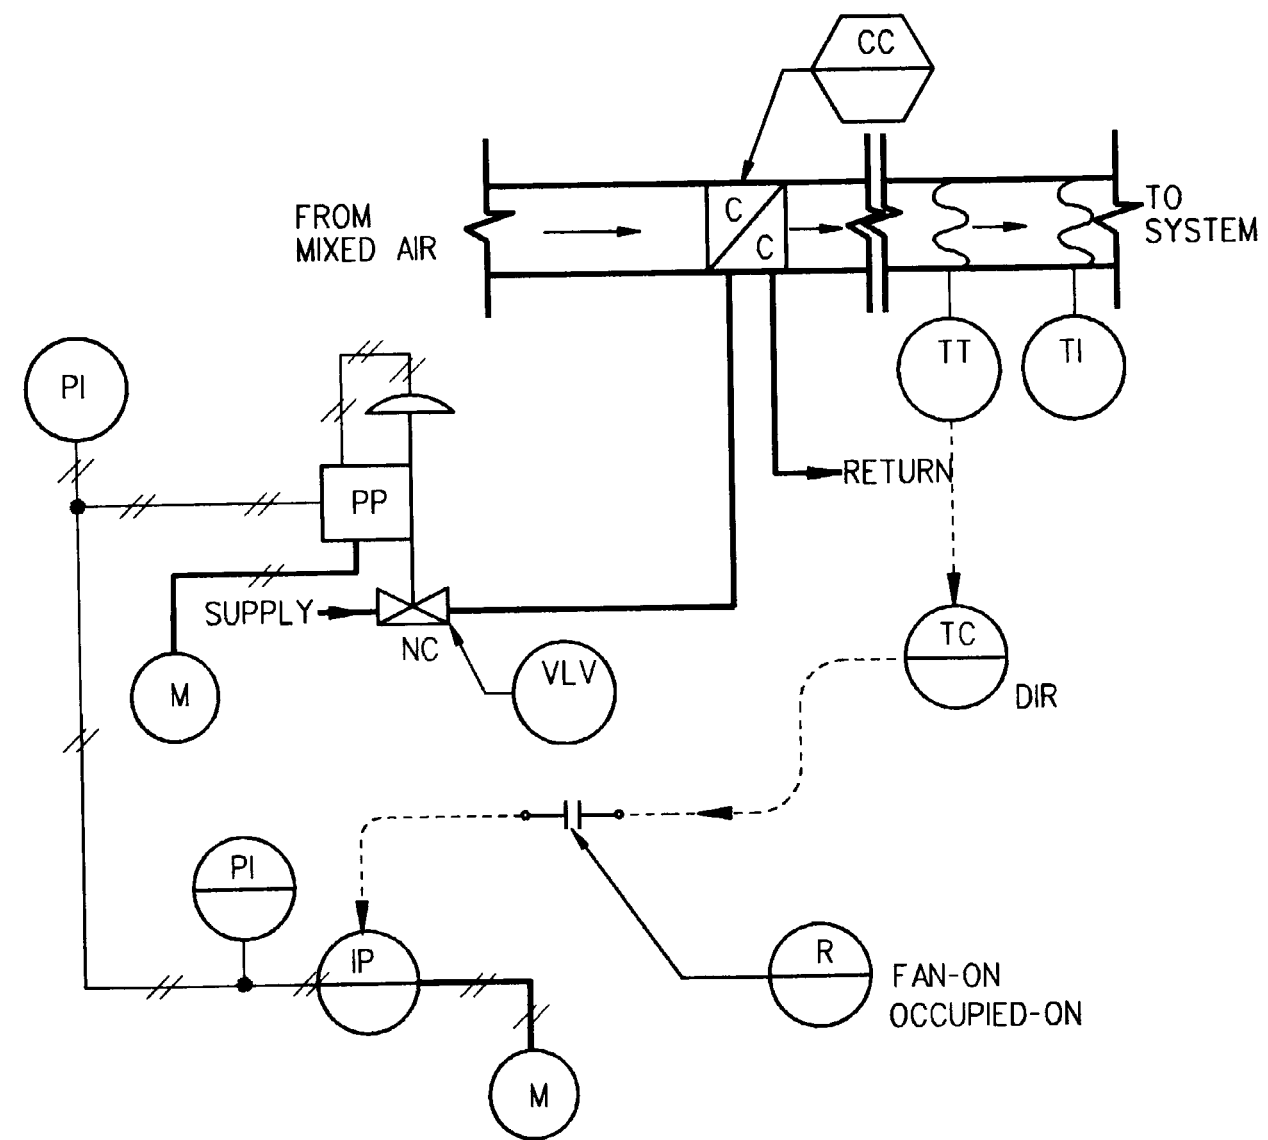 CC
FROM
MIXED AIR
C
C
TO
SYSTEM
TT
TI
PI
PP
RETURN
SUPPLY
NC
VLV
TC
DIR
M
PI
IP
R
FAN-ON
OCCUPIED-ON
M